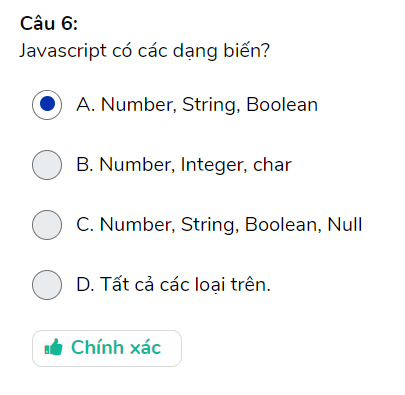 Câu 6:
Javascript có các dạng biến?
A. Number, String, Boolean
B. Number, Integer, char
C. Number, String, Boolean, Null
D. Tất cả các loại trên.
Chính xác